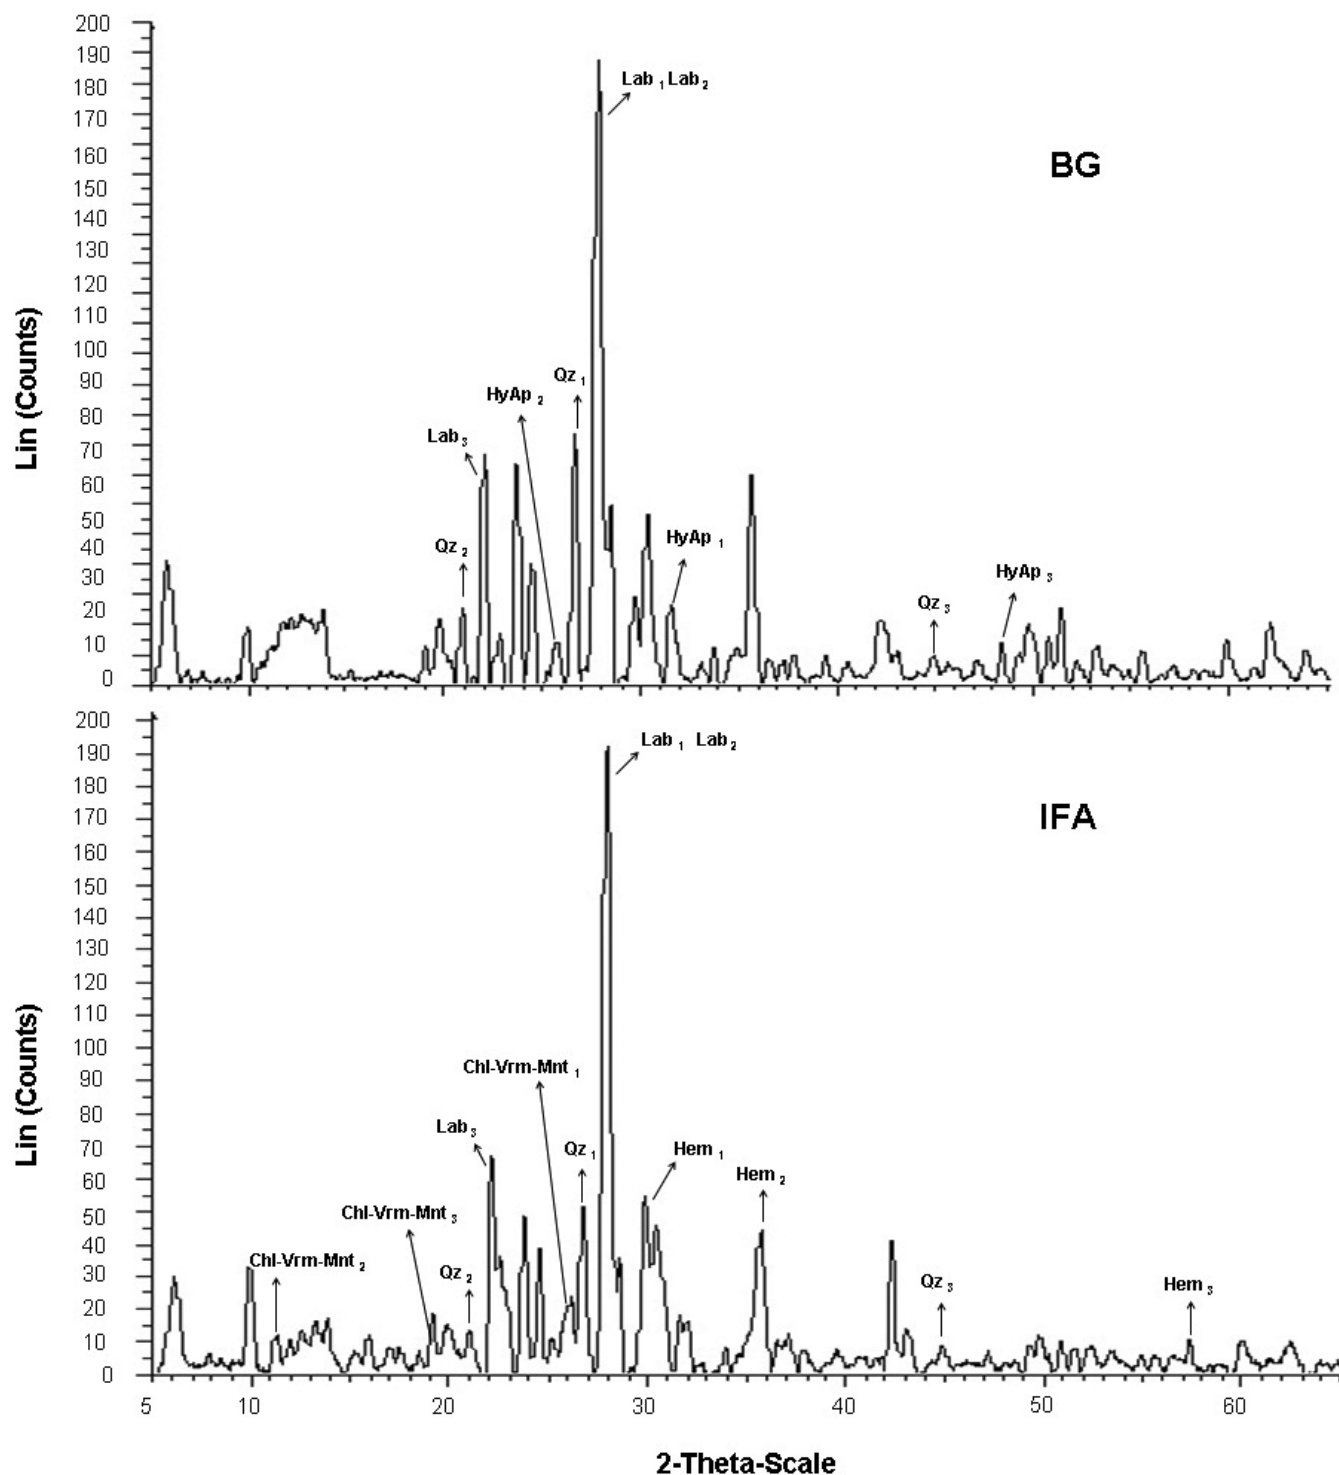 200
190
180
170
160
150
140
130
120
110
100
90
80
70
60
50
40
30
20
10
0
Lin (Counts)
BG
Lab 1 Lab 2
Qz 1
HyAp 2
Lab 3
Qz 2
HyAp 1
HyAp 3
Qz 3
200
190
180
170
160
150
140
130
120
110
100
90
80
70
60
50
40
30
20
10
0
Lin (Counts)
IFA
Lab 1 Lab 2
Chl-Vrm-Mnt 1
Lab 3
Qz 1
Hem 1
Hem 2
Chl-Vrm-Mnt 3
Chl-Vrm-Mnt 2
Qz 2
Qz 3
Hem 3
5 10 20 30 40 50 60
2-Theta-Scale